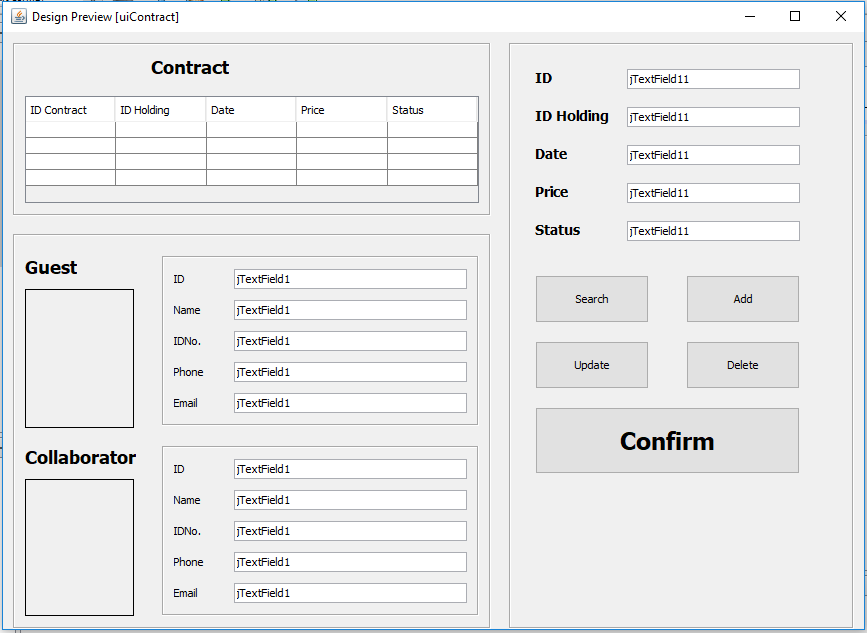 Design Preview [uiContract]
Contract
ID Contract ID Holding Date Price Status
Guest
ID jTextField1
Name jTextField1
IDNo. jTextField1
Phone jTextField1
Email jTextField1
Collaborator
ID jTextField1
Name jTextField1
IDNo. jTextField1
Phone jTextField1
Email jTextField1
ID jTextField11
ID Holding jTextField11
Date jTextField11
Price jTextField11
Status jTextField11
Search Add
Update Delete
Confirm